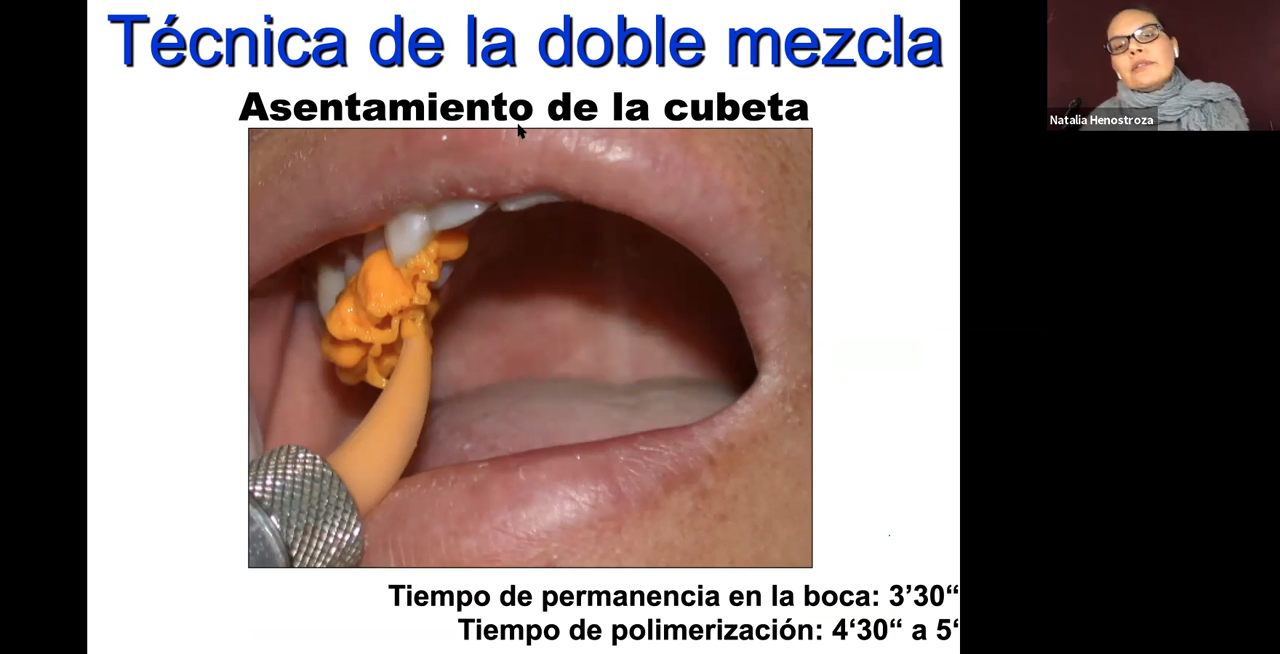 Técnica de la doble mezcla
Asentamiento de la cubeta
Natalia Henostroza
Tiempo de permanencia en la boca: 3’30“
Tiempo de polimerización: 4‘30“ a 5‘